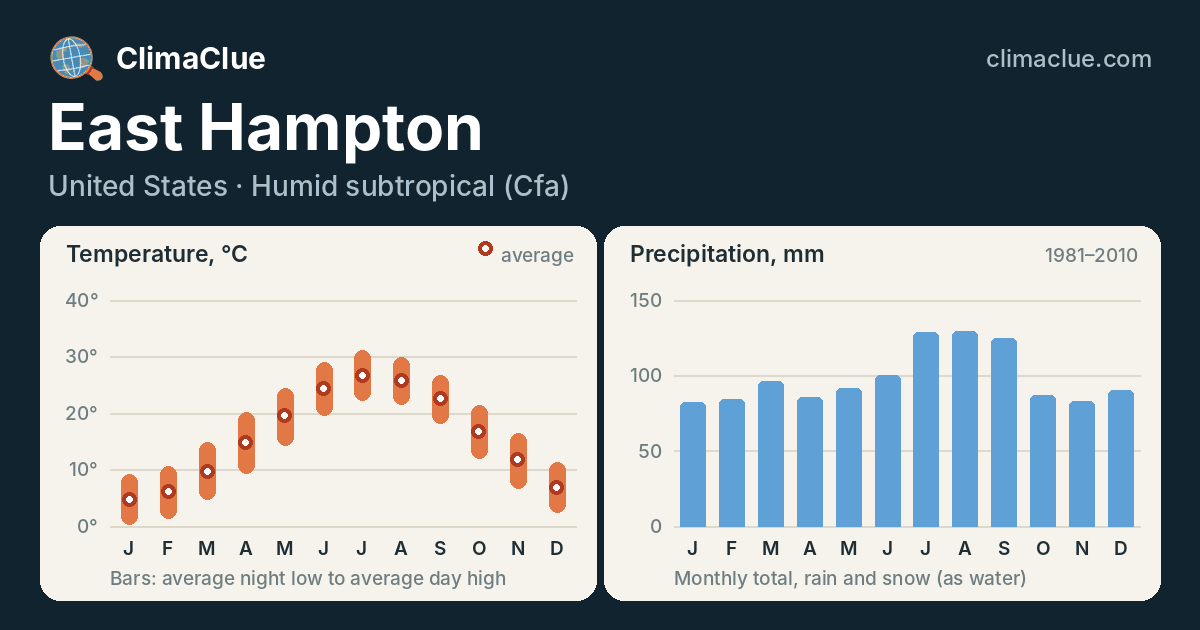 ClimaClue
climaclue.com
East Hampton
United States · Humid subtropical (Cfa)
Temperature, °C
average
40°
30°
20°
10°
0°
J F M A M J J A S O N D
Bars: average night low to average day high
Precipitation, mm
1981–2010
150
100
50
0
J F M A M J J A S O N D
Monthly total, rain and snow (as water)